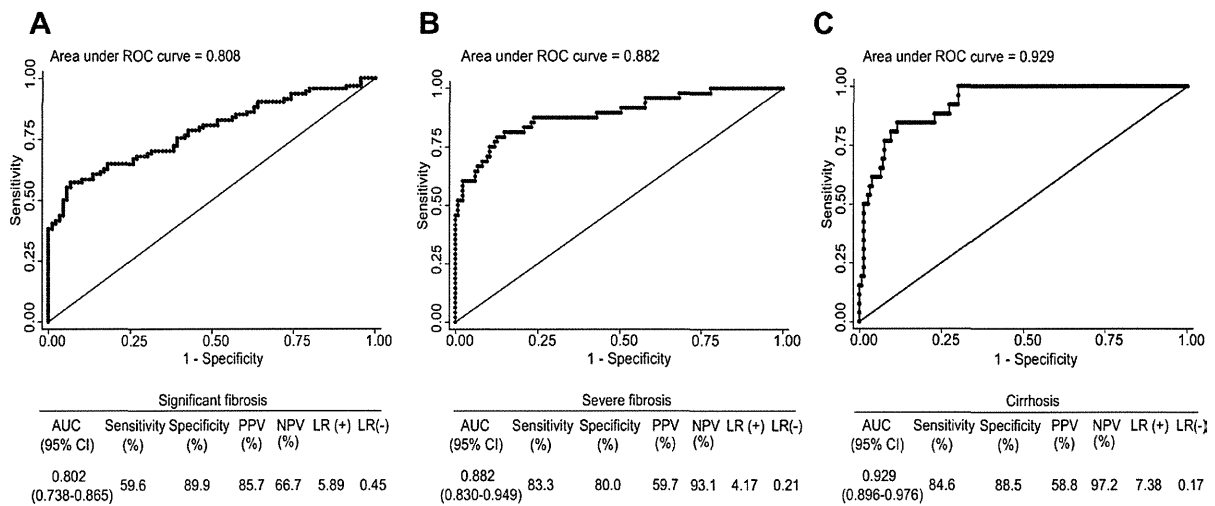 A
Area under ROC curve = 0.808
1.00
0.75
0.50
0.25
0.00
Sensitivity
0.00 0.25 0.50 0.75 1.00
1 - Specificity
Significant fibrosis
AUC (95% CI) Sensitivity (%) Specificity (%) PPV (%) NPV (%) LR (+) LR(-)
0.802 (0.738-0.865) 59.6 89.9 85.7 66.7 5.89 0.45
B
Area under ROC curve = 0.882
1.00
0.75
0.50
0.25
0.00
Sensitivity
0.00 0.25 0.50 0.75 1.00
1 - Specificity
Severe fibrosis
AUC (95% CI) Sensitivity (%) Specificity (%) PPV (%) NPV (%) LR (+) LR(-)
0.882 (0.830-0.949) 83.3 80.0 59.7 93.1 4.17 0.21
C
Area under ROC curve = 0.929
1.00
0.75
0.50
0.25
0.00
Sensitivity
0.00 0.25 0.50 0.75 1.00
1 - Specificity
Cirrhosis
AUC (95% CI) Sensitivity (%) Specificity (%) PPV (%) NPV (%) LR (+) LR(-)
0.929 (0.896-0.976) 84.6 88.5 58.8 97.2 7.38 0.17